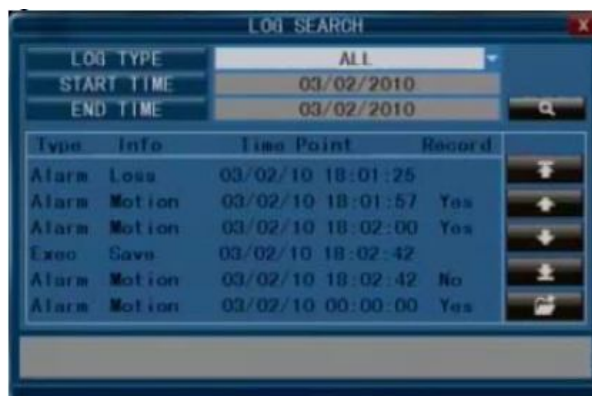 LOG SEARCH
LOG TYPE ALL
START TIME 03/02/2010
END TIME 03/02/2010
Type Info Time Point Record
Alarm Loss 03/02/10 18:01:25
Alarm Motion 03/02/10 18:01:57 Yes
Alarm Motion 03/02/10 18:02:00 Yes
Exec Save 03/02/10 18:02:42
Alarm Motion 03/02/10 18:02:42 No
Alarm Motion 03/02/10 00:00:00 Yes